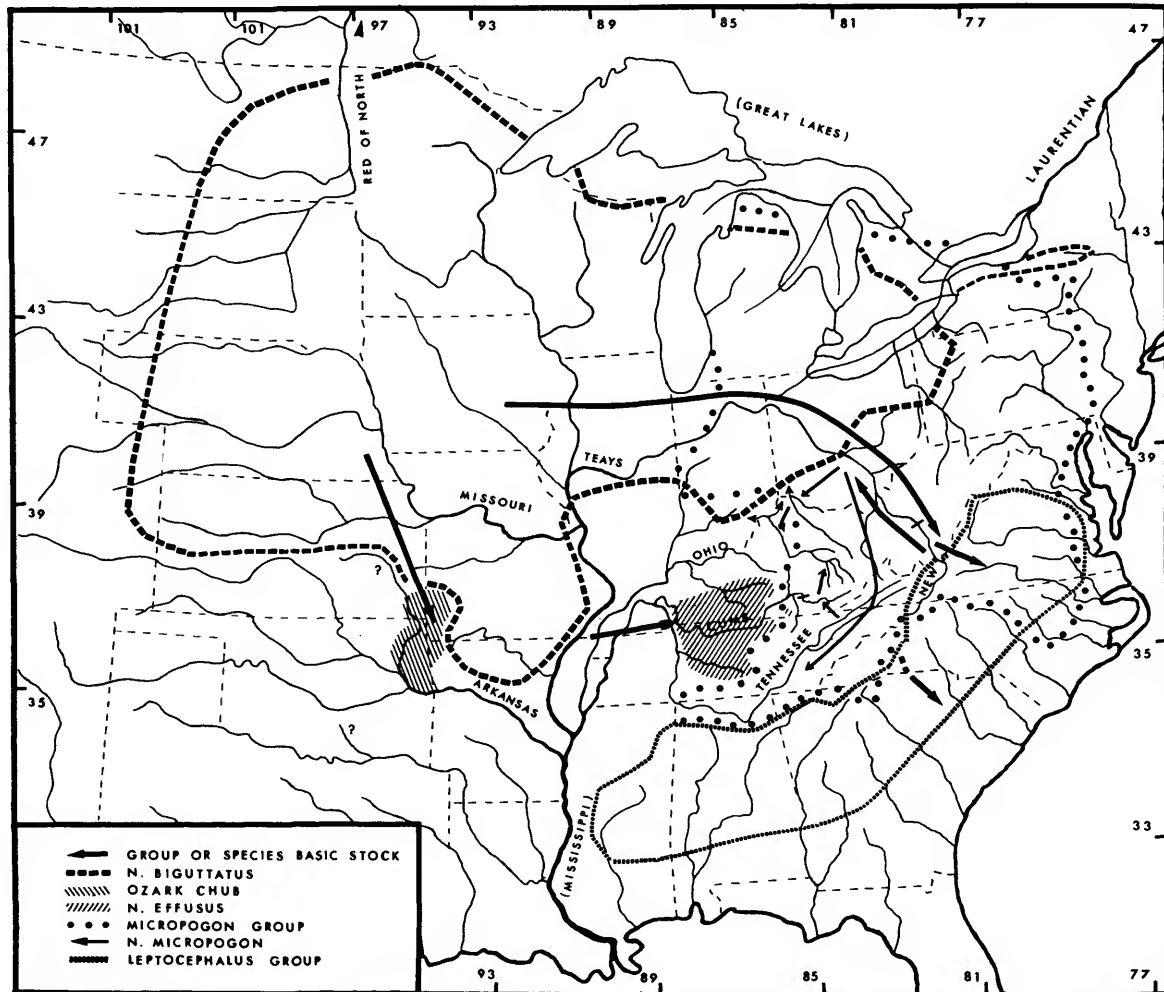 101 101 97 93 89 85 81 77
47
RED OF NORTH
(GREAT LAKES)
LAURENTIAN
47
43
43
TEAYS
39
MISSOURI
39
OHIO
NEW
?
TENNESSEE
35
ARKANSAS
35
?
(MISSISSIPPI)
33
GROUP OR SPECIES BASIC STOCK
N. BIGUTTATUS
OZARK CHUB
N. EFFUSUS
MICROPOGON GROUP
N. MICROPOGON
LEPTOCEPHALUS GROUP
93 89 85 81 77